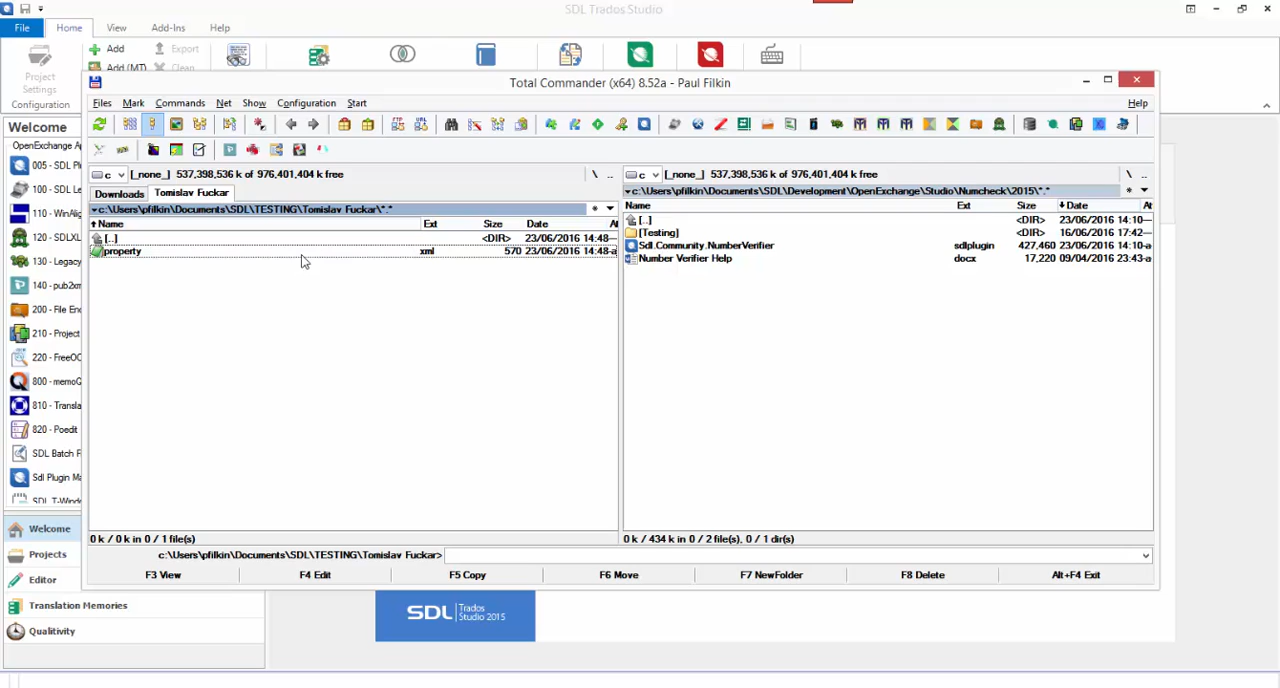 SDL Trados Studio
File Home View Add-Ins Help
Add Export
Add (MT) Clean
Project Settings
Configuration
Total Commander (x64) 8.52a - Paul Filkin
Files Mark Commands Net Show Configuration Start Help
Welcome
OpenExchange Ap
005 - SDL Pl
100 - SDL Le
110 - WinAlig
120 - SDLXL
130 - Legacy
140 - pub2xm
200 - File Enc
210 - Project
220 - FreeOC
800 - memoQ
810 - Transla
820 - Poedit
SDL Batch F
Sdl Plugin Ma
SDL T-Windo
Welcome
Projects
Editor
Translation Memories
Qualitivity
c [_none_] 537,398,536 k of 976,401,404 k free \ ..
Downloads Tomislav Fuckar
c:\Users\pfilkin\Documents\SDL\TESTING\Tomislav Fuckar\*.* *
Name Ext Size Date At
[..] <DIR> 23/06/2016 14:48—
property xml 570 23/06/2016 14:48-a
0 k / 0 k in 0 / 1 file(s)
c [_none_] 537,398,536 k of 976,401,404 k free \ ..
c:\Users\pfilkin\Documents\SDL\Development\OpenExchange\Studio\Numcheck\2015\*.* *
Name Ext Size Date At
[..] <DIR> 23/06/2016 14:10—
[Testing] <DIR> 16/06/2016 17:42—
Sdl.Community.NumberVerifier sdlplugin 427,460 23/06/2016 14:10-a
Number Verifier Help docx 17,220 09/04/2016 23:43-a
0 k / 434 k in 0 / 2 file(s), 0 / 1 dir(s)
c:\Users\pfilkin\Documents\SDL\TESTING\Tomislav Fuckar>
F3 View F4 Edit F5 Copy F6 Move F7 NewFolder F8 Delete Alt+F4 Exit
SDL Trados Studio 2015